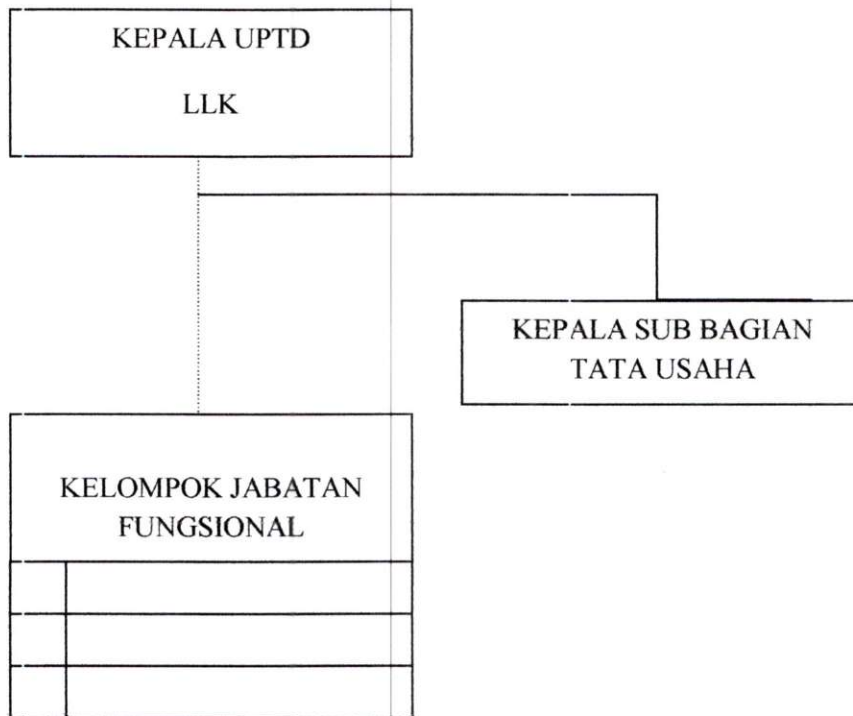 KEPALA UPTD
LLK
KEPALA SUB BAGIAN
TATA USAHA
KELOMPOK JABATAN
FUNGSIONAL